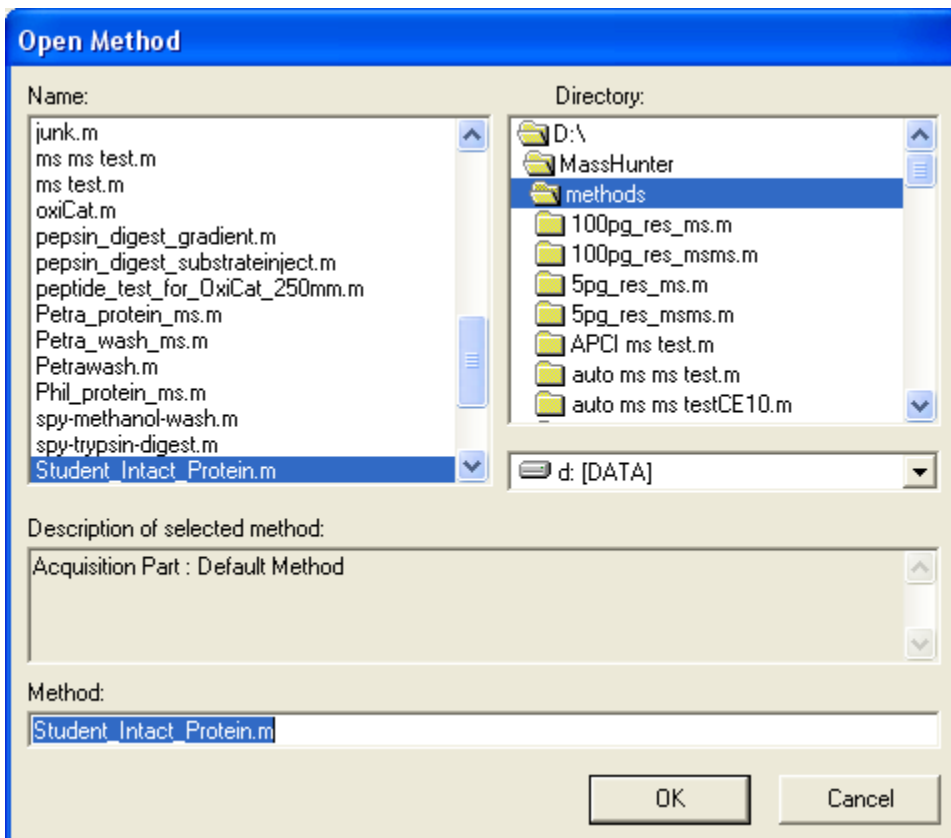 Open Method
Name:
junk.m
ms ms test.m
ms test.m
oxiCat.m
pepsin_digest_gradient.m
pepsin_digest_substrateinject.m
peptide_test_for_OxiCat_250mm.m
Petra_protein_ms.m
Petra_wash_ms.m
Petrawash.m
Phil_protein_ms.m
spy-methanol-wash.m
spy-trypsin-digest.m
Student_Intact_Protein.m
Directory:
D:\
MassHunter
methods
100pg_res_ms.m
100pg_res_msms.m
5pg_res_ms.m
5pg_res_msms.m
APCI ms test.m
auto ms ms test.m
auto ms ms testCE10.m
d: [DATA]
Description of selected method:
Acquisition Part : Default Method
Method:
Student_Intact_Protein.m
OK
Cancel